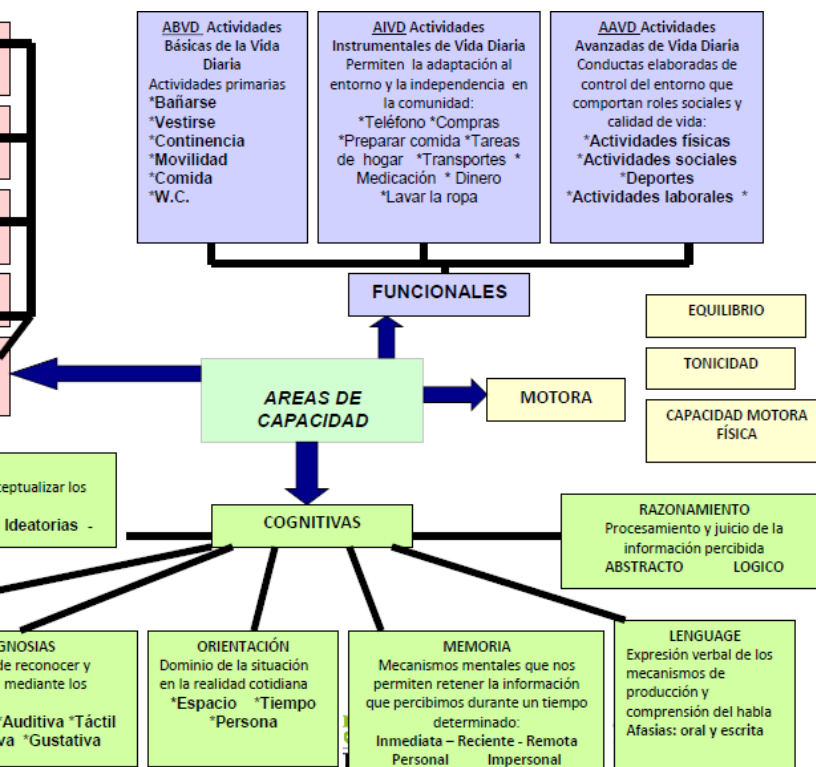 ABVD Actividades
Básicas de la Vida
Diaria
Actividades primarias
*Bañarse
*Vestirse
*Continencia
*Movilidad
*Comida
*W.C.
AIVD Actividades
Instrumentales de Vida Diaria
Permiten la adaptación al
entorno y la independencia en
la comunidad:
*Teléfono *Compras
*Preparar comida *Tareas
de hogar *Transportes *
Medicación * Dinero
*Lavar la ropa
AAVD Actividades
Avanzadas de Vida Diaria
Conductas elaboradas de
control del entorno que
comportan roles sociales y
calidad de vida:
*Actividades físicas
*Actividades sociales
*Deportes
*Actividades laborales *
FUNCIONALES
EQUILIBRIO
TONICIDAD
CAPACIDAD MOTORA
FÍSICA
AREAS DE
CAPACIDAD
MOTORA
eptualizar los
Ideatorias -
COGNITIVAS
RAZONAMIENTO
Procesamiento y juicio de la
información percibida
ABSTRACTO LOGICO
GNOSIAS
de reconocer y
mediante los
*Auditiva *Táctil
va *Gustativa
ORIENTACIÓN
Dominio de la situación
en la realidad cotidiana
*Espacio *Tiempo
*Persona
MEMORIA
Mecanismos mentales que nos
permiten retener la información
que percibimos durante un tiempo
determinado:
Inmediata – Reciente - Remota
Personal Impersonal
LENGUAGE
Expresión verbal de los
mecanismos de
producción y
comprensión del habla
Afasias: oral y escrita